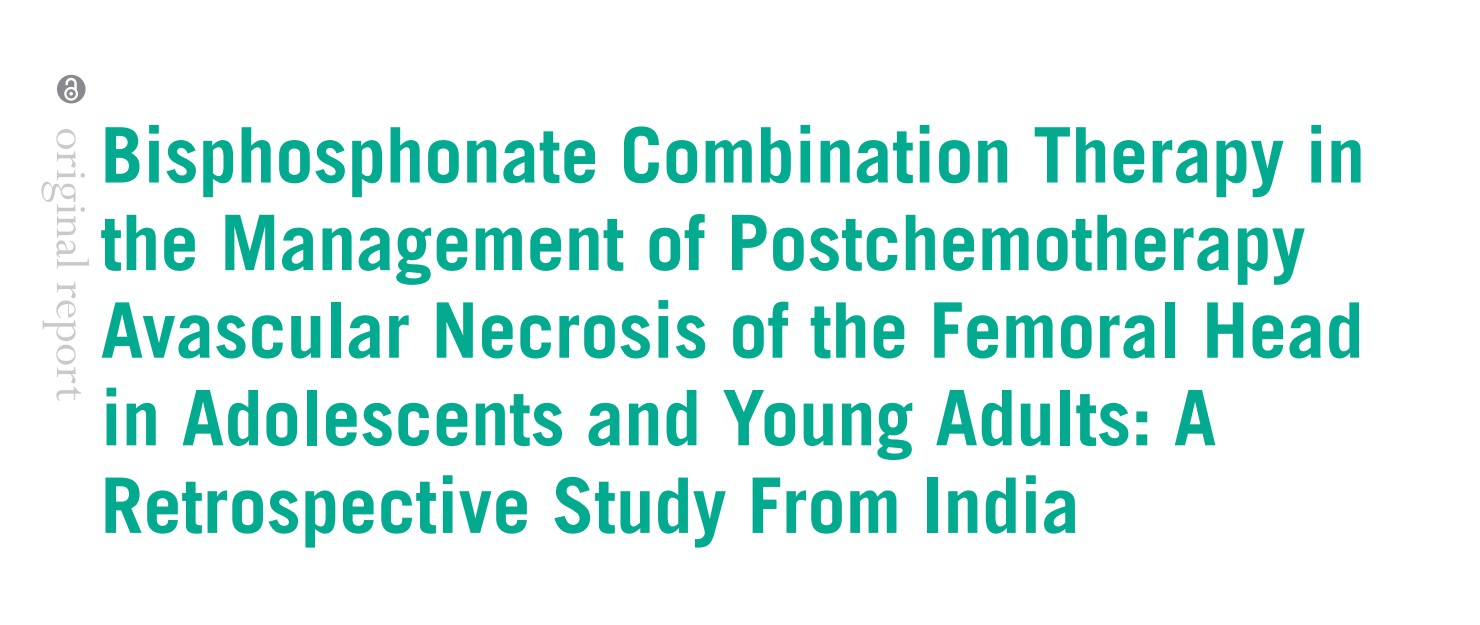 original report
Bisphosphonate Combination Therapy in
the Management of Postchemotherapy
Avascular Necrosis of the Femoral Head
in Adolescents and Young Adults: A
Retrospective Study From India